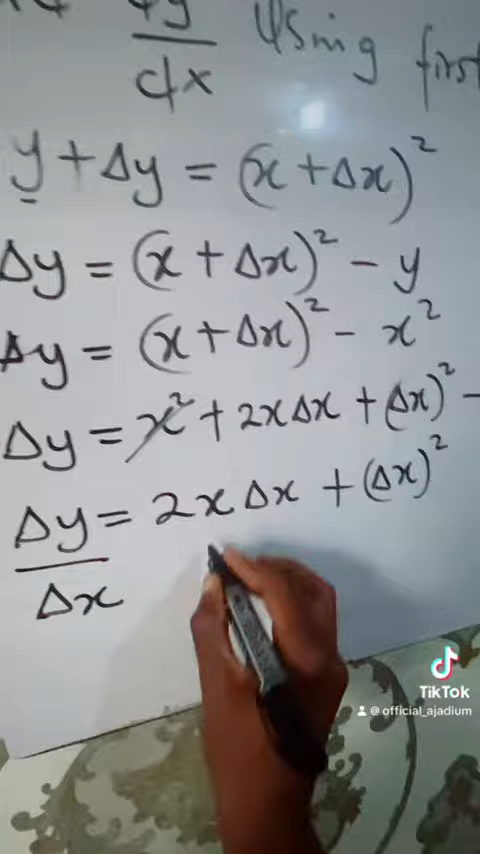 dy/dx Using first
y + Δy = (x + Δx)²
Δy = (x + Δx)² - y
Δy = (x + Δx)² - x²
Δy = x² + 2xΔx + (Δx)² -
Δy/Δx = 2xΔx + (Δx)²
TikTok
@official_ajadium